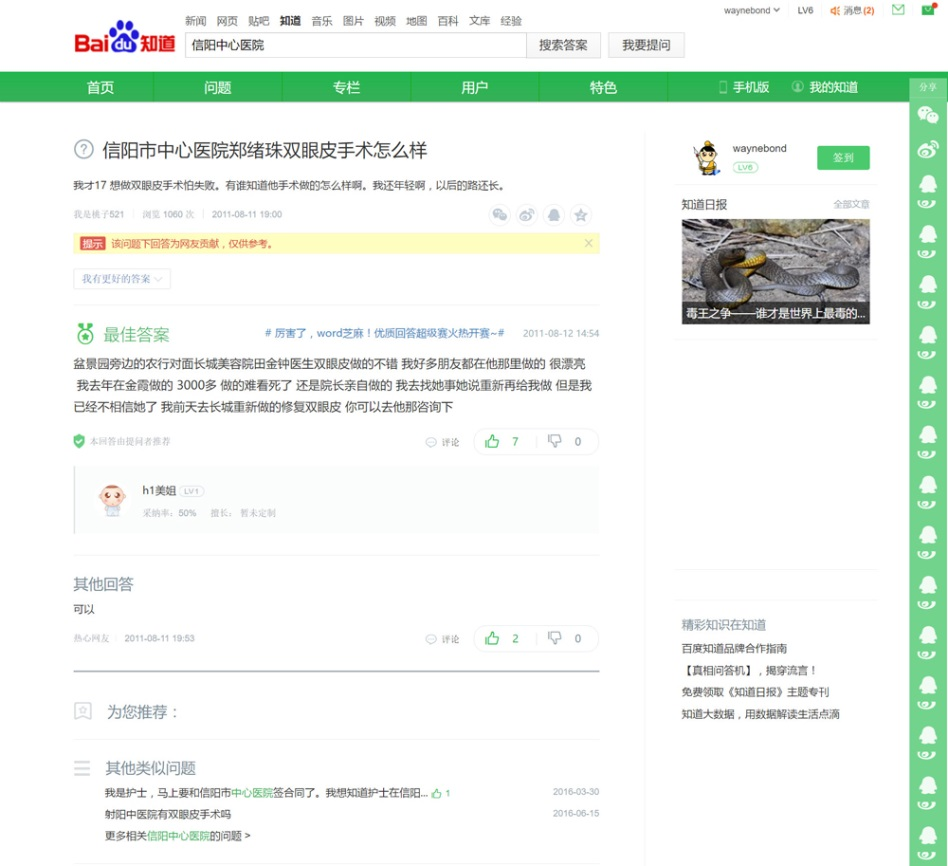 waynebond LV6 消息(2)
新闻 网页 贴吧 知道 音乐 图片 视频 地图 百科 文库 经验
Bai du 知道
信阳中心医院 搜索答案 我要提问
首页 问题 专栏 用户 特色 手机版 我的知道
分享
信阳市中心医院郑绪珠双眼皮手术怎么样
我才17 想做双眼皮手术怕失败。有谁知道他手术做的怎么样啊。我还年轻啊，以后的路还长。
我是桃子521 浏览 1060 次 2011-08-11 19:00
提示 该问题下回答为网友贡献，仅供参考。
我有更好的答案
最佳答案 # 厉害了，word芝麻！优质回答超级赛火热开赛~# 2011-08-12 14:54
盆景园旁边的农行对面长城美容院田金钟医生双眼皮做的不错 我好多朋友都在他那里做的 很漂亮
我去年在金霞做的 3000多 做的难看死了 还是院长亲自做的 我去找她事她说重新再给我做 但是我
已经不相信她了 我前天去长城重新做的修复双眼皮 你可以去他那咨询下
本回答由提问者推荐 评论 7 0
h1美姐 LV1
采纳率：50% 擅长： 暂未定制
其他回答
可以
热心网友 2011-08-11 19:53 评论 2 0
为您推荐：
其他类似问题
我是护士，马上要和信阳市中心医院签合同了。我想知道护士在信阳... 1 2016-03-30
射阳中医院有双眼皮手术吗 2016-06-15
更多相关信阳中心医院的问题 >
waynebond
LV6
签到
知道日报 全部文章
毒王之争——谁才是世界上最毒的...
精彩知识在知道
百度知道品牌合作指南
【真相问答机】，揭穿流言！
免费领取《知道日报》主题专刊
知道大数据，用数据解读生活点滴